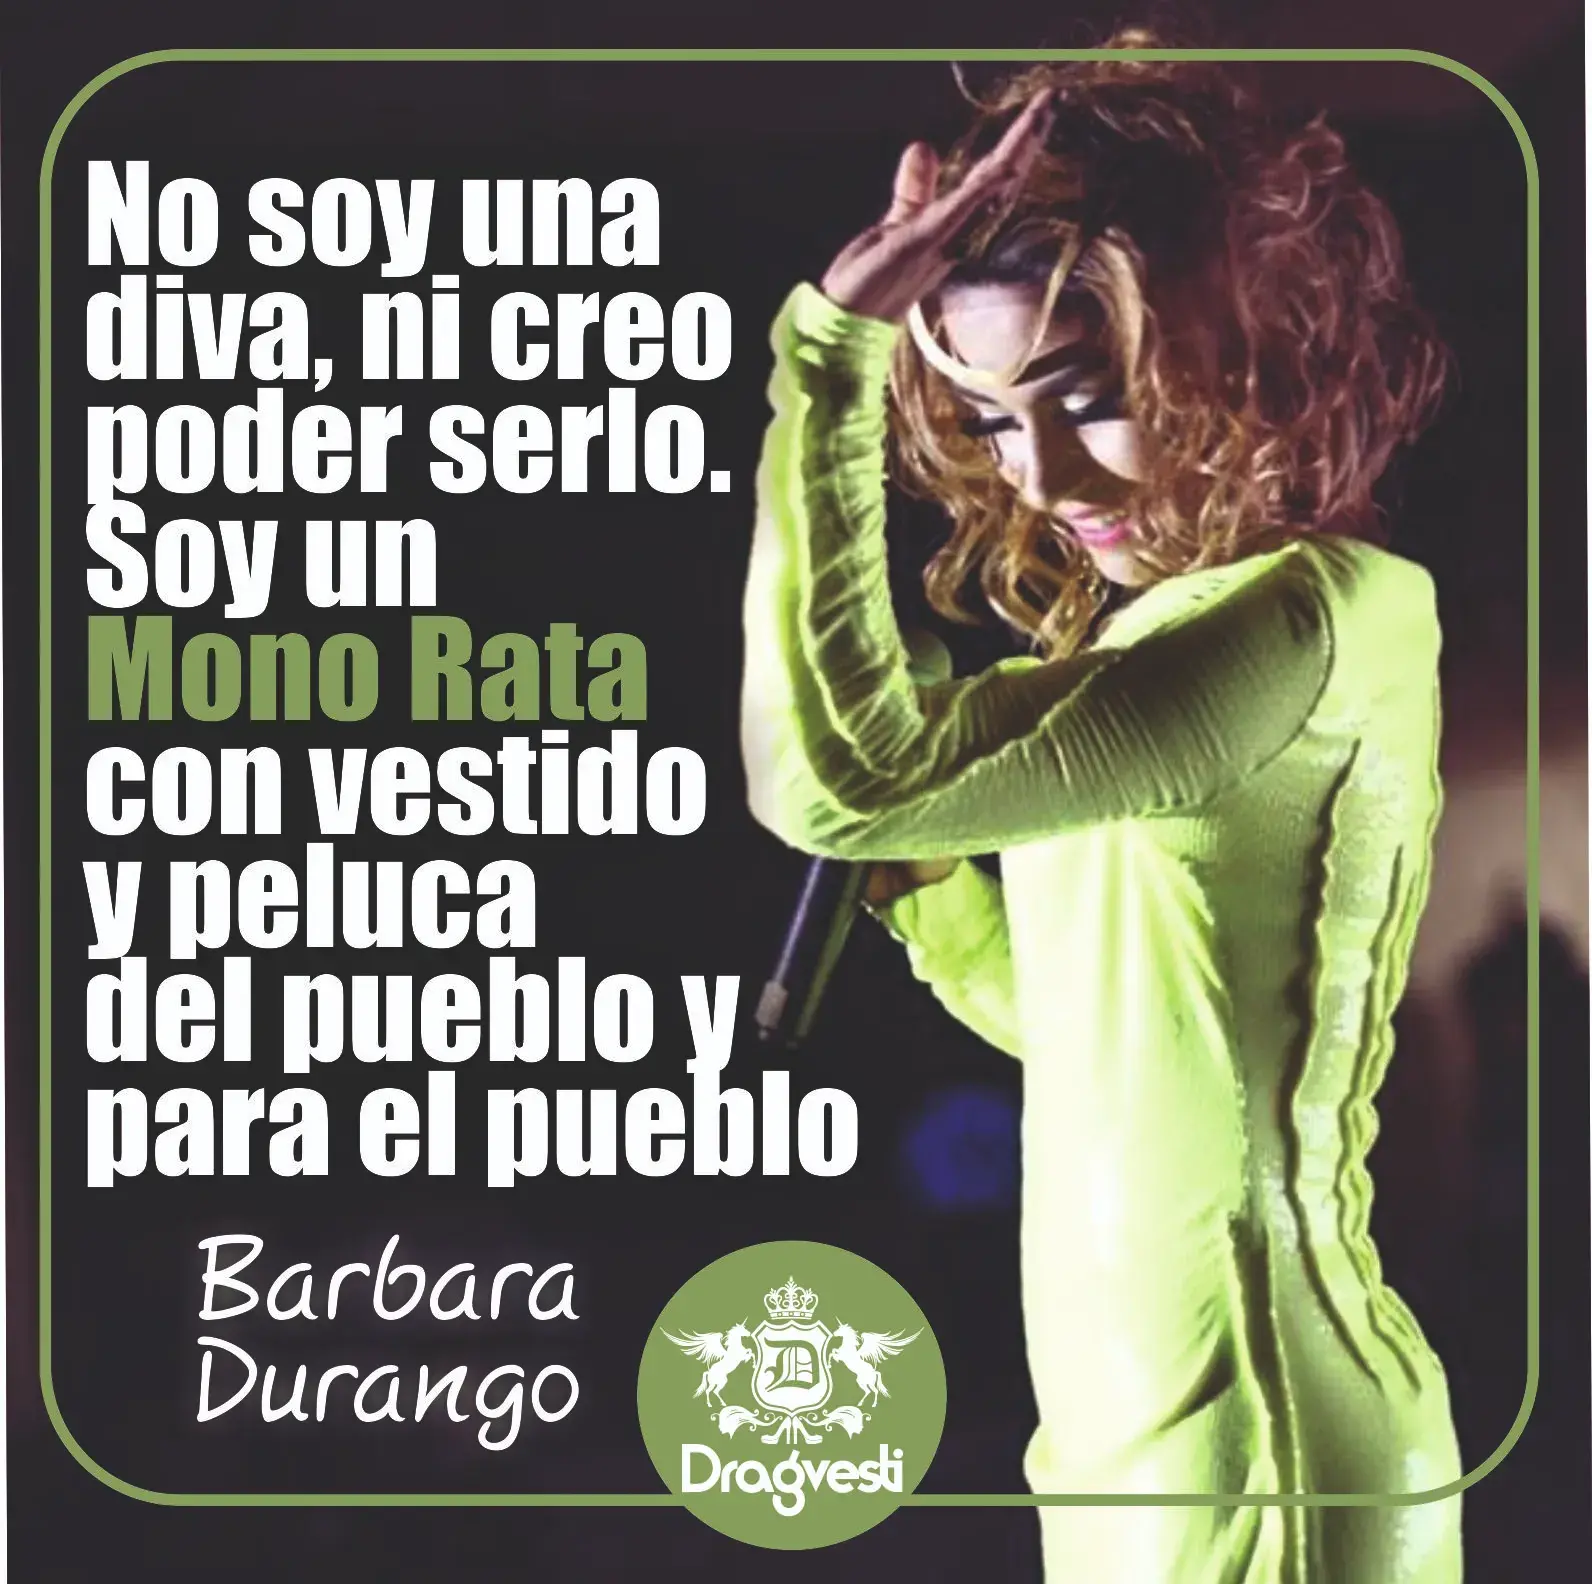 No soy una
diva, ni creo
poder serlo.
Soy un
Mono Rata
con vestido
y peluca
del pueblo y
para el pueblo
Barbara
Durango
D
Dragvesti